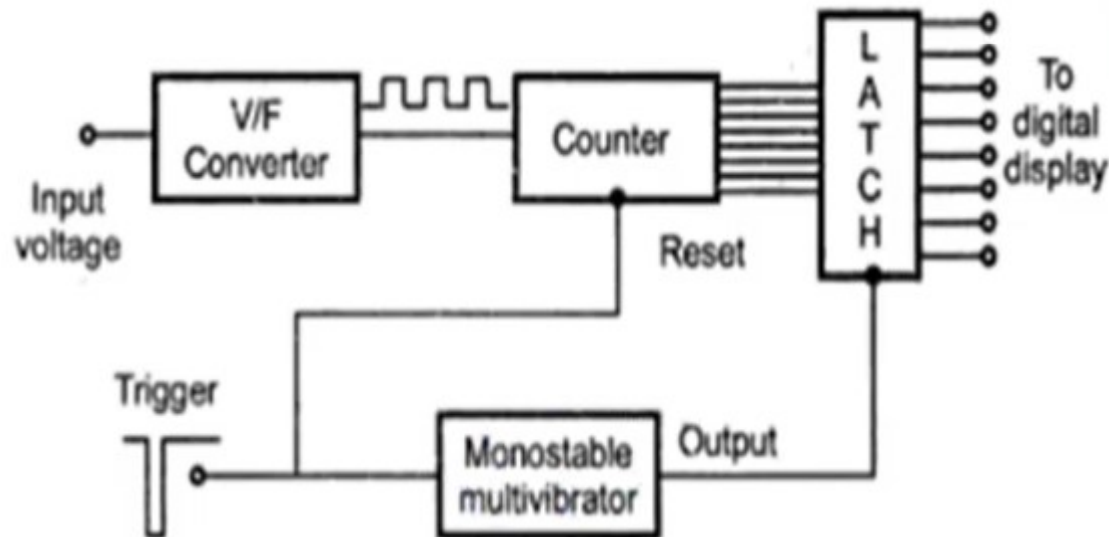 V/F
Converter
Counter
L
A
T
C
H
To
digital
display
Input
voltage
Reset
Trigger
Monostable
multivibrator
Output